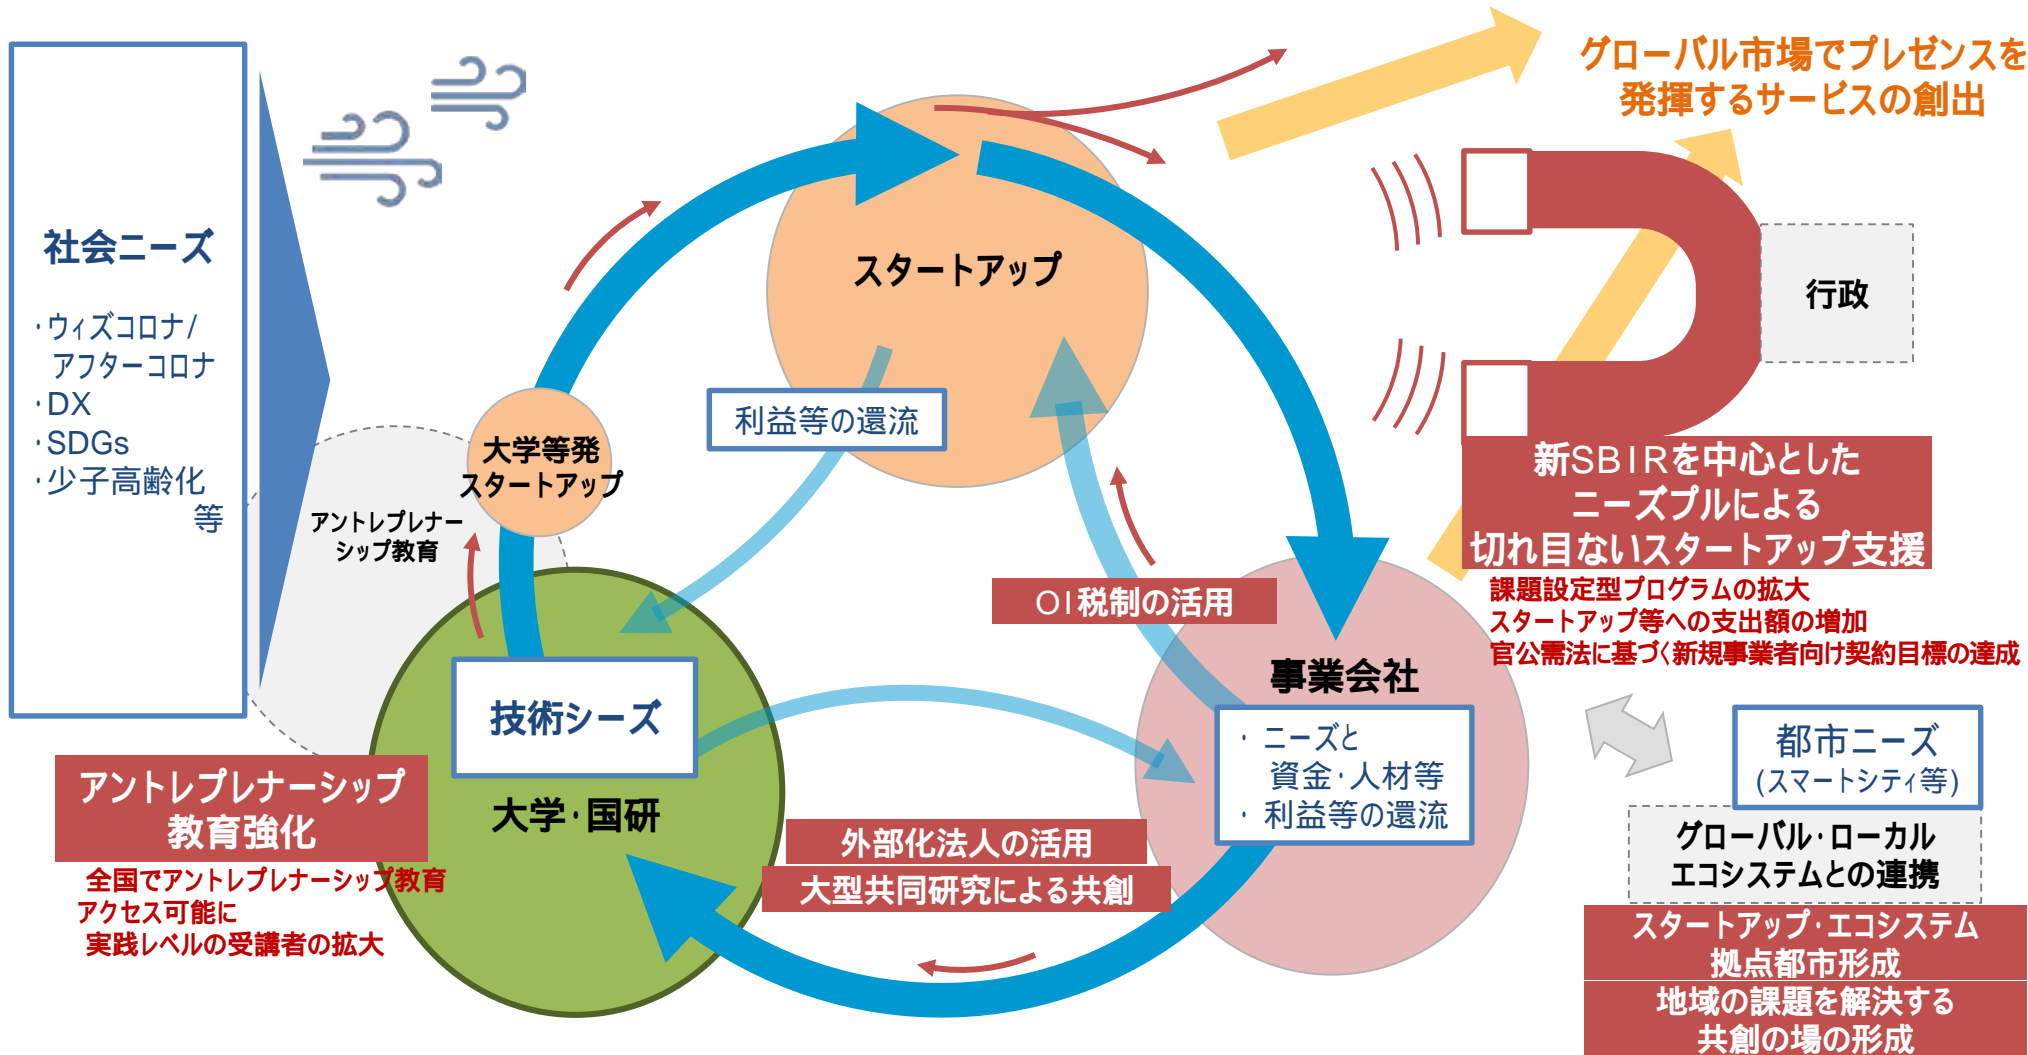 社会ニーズ
・ウィズコロナ/
アフターコロナ
・DX
・SDGs
・少子高齢化
等
グローバル市場でプレゼンスを
発揮するサービスの創出
スタートアップ
行政
利益等の還流
大学等発
スタートアップ
アントレプレナー
シップ教育
新SBIRを中心とした
ニーズプルによる
切れ目ないスタートアップ支援
課題設定型プログラムの拡大
スタートアップ等への支出額の増加
官公需法に基づく新規事業者向け契約目標の達成
OI税制の活用
事業会社
・ ニーズと
資金・人材等
・ 利益等の還流
技術シーズ
大学・国研
アントレプレナーシップ
教育強化
全国でアントレプレナーシップ教育
アクセス可能に
実践レベルの受講者の拡大
外部化法人の活用
大型共同研究による共創
都市ニーズ
(スマートシティ等)
グローバル・ローカル
エコシステムとの連携
スタートアップ・エコシステム
拠点都市形成
地域の課題を解決する
共創の場の形成